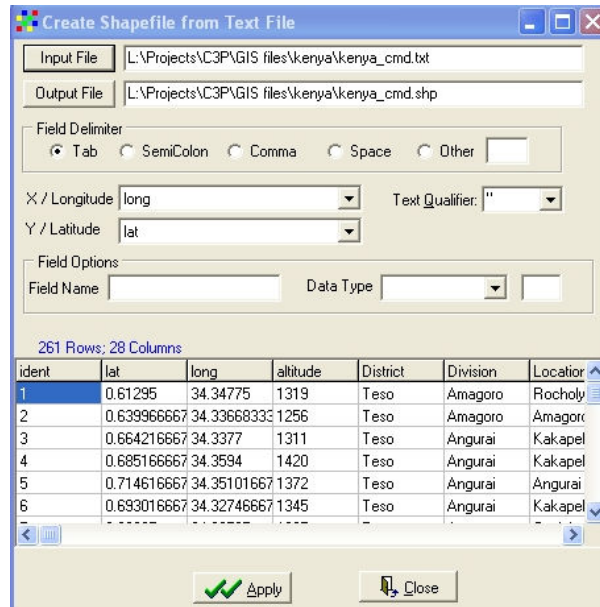 Create Shapefile from Text File
Input File L:\Projects\C3P\GIS files\kenya\kenya_cmd.txt
Output File L:\Projects\C3P\GIS files\kenya\kenya_cmd.shp
Field Delimiter
Tab SemiColon Comma Space Other
X / Longitude long Text Qualifier: "
Y / Latitude lat
Field Options
Field Name Data Type
261 Rows; 28 Columns
ident lat long altitude District Division Location
1 0.61295 34.34775 1319 Teso Amagoro Rocholy
2 0.639966667 34.33668333 1256 Teso Amagoro Amagoro
3 0.664216667 34.3377 1311 Teso Angurai Kakapel
4 0.685166667 34.3594 1420 Teso Angurai Kakapel
5 0.714616667 34.35101667 1372 Teso Angurai Angurai
6 0.693016667 34.32746667 1345 Teso Angurai Kakapel
Apply Close